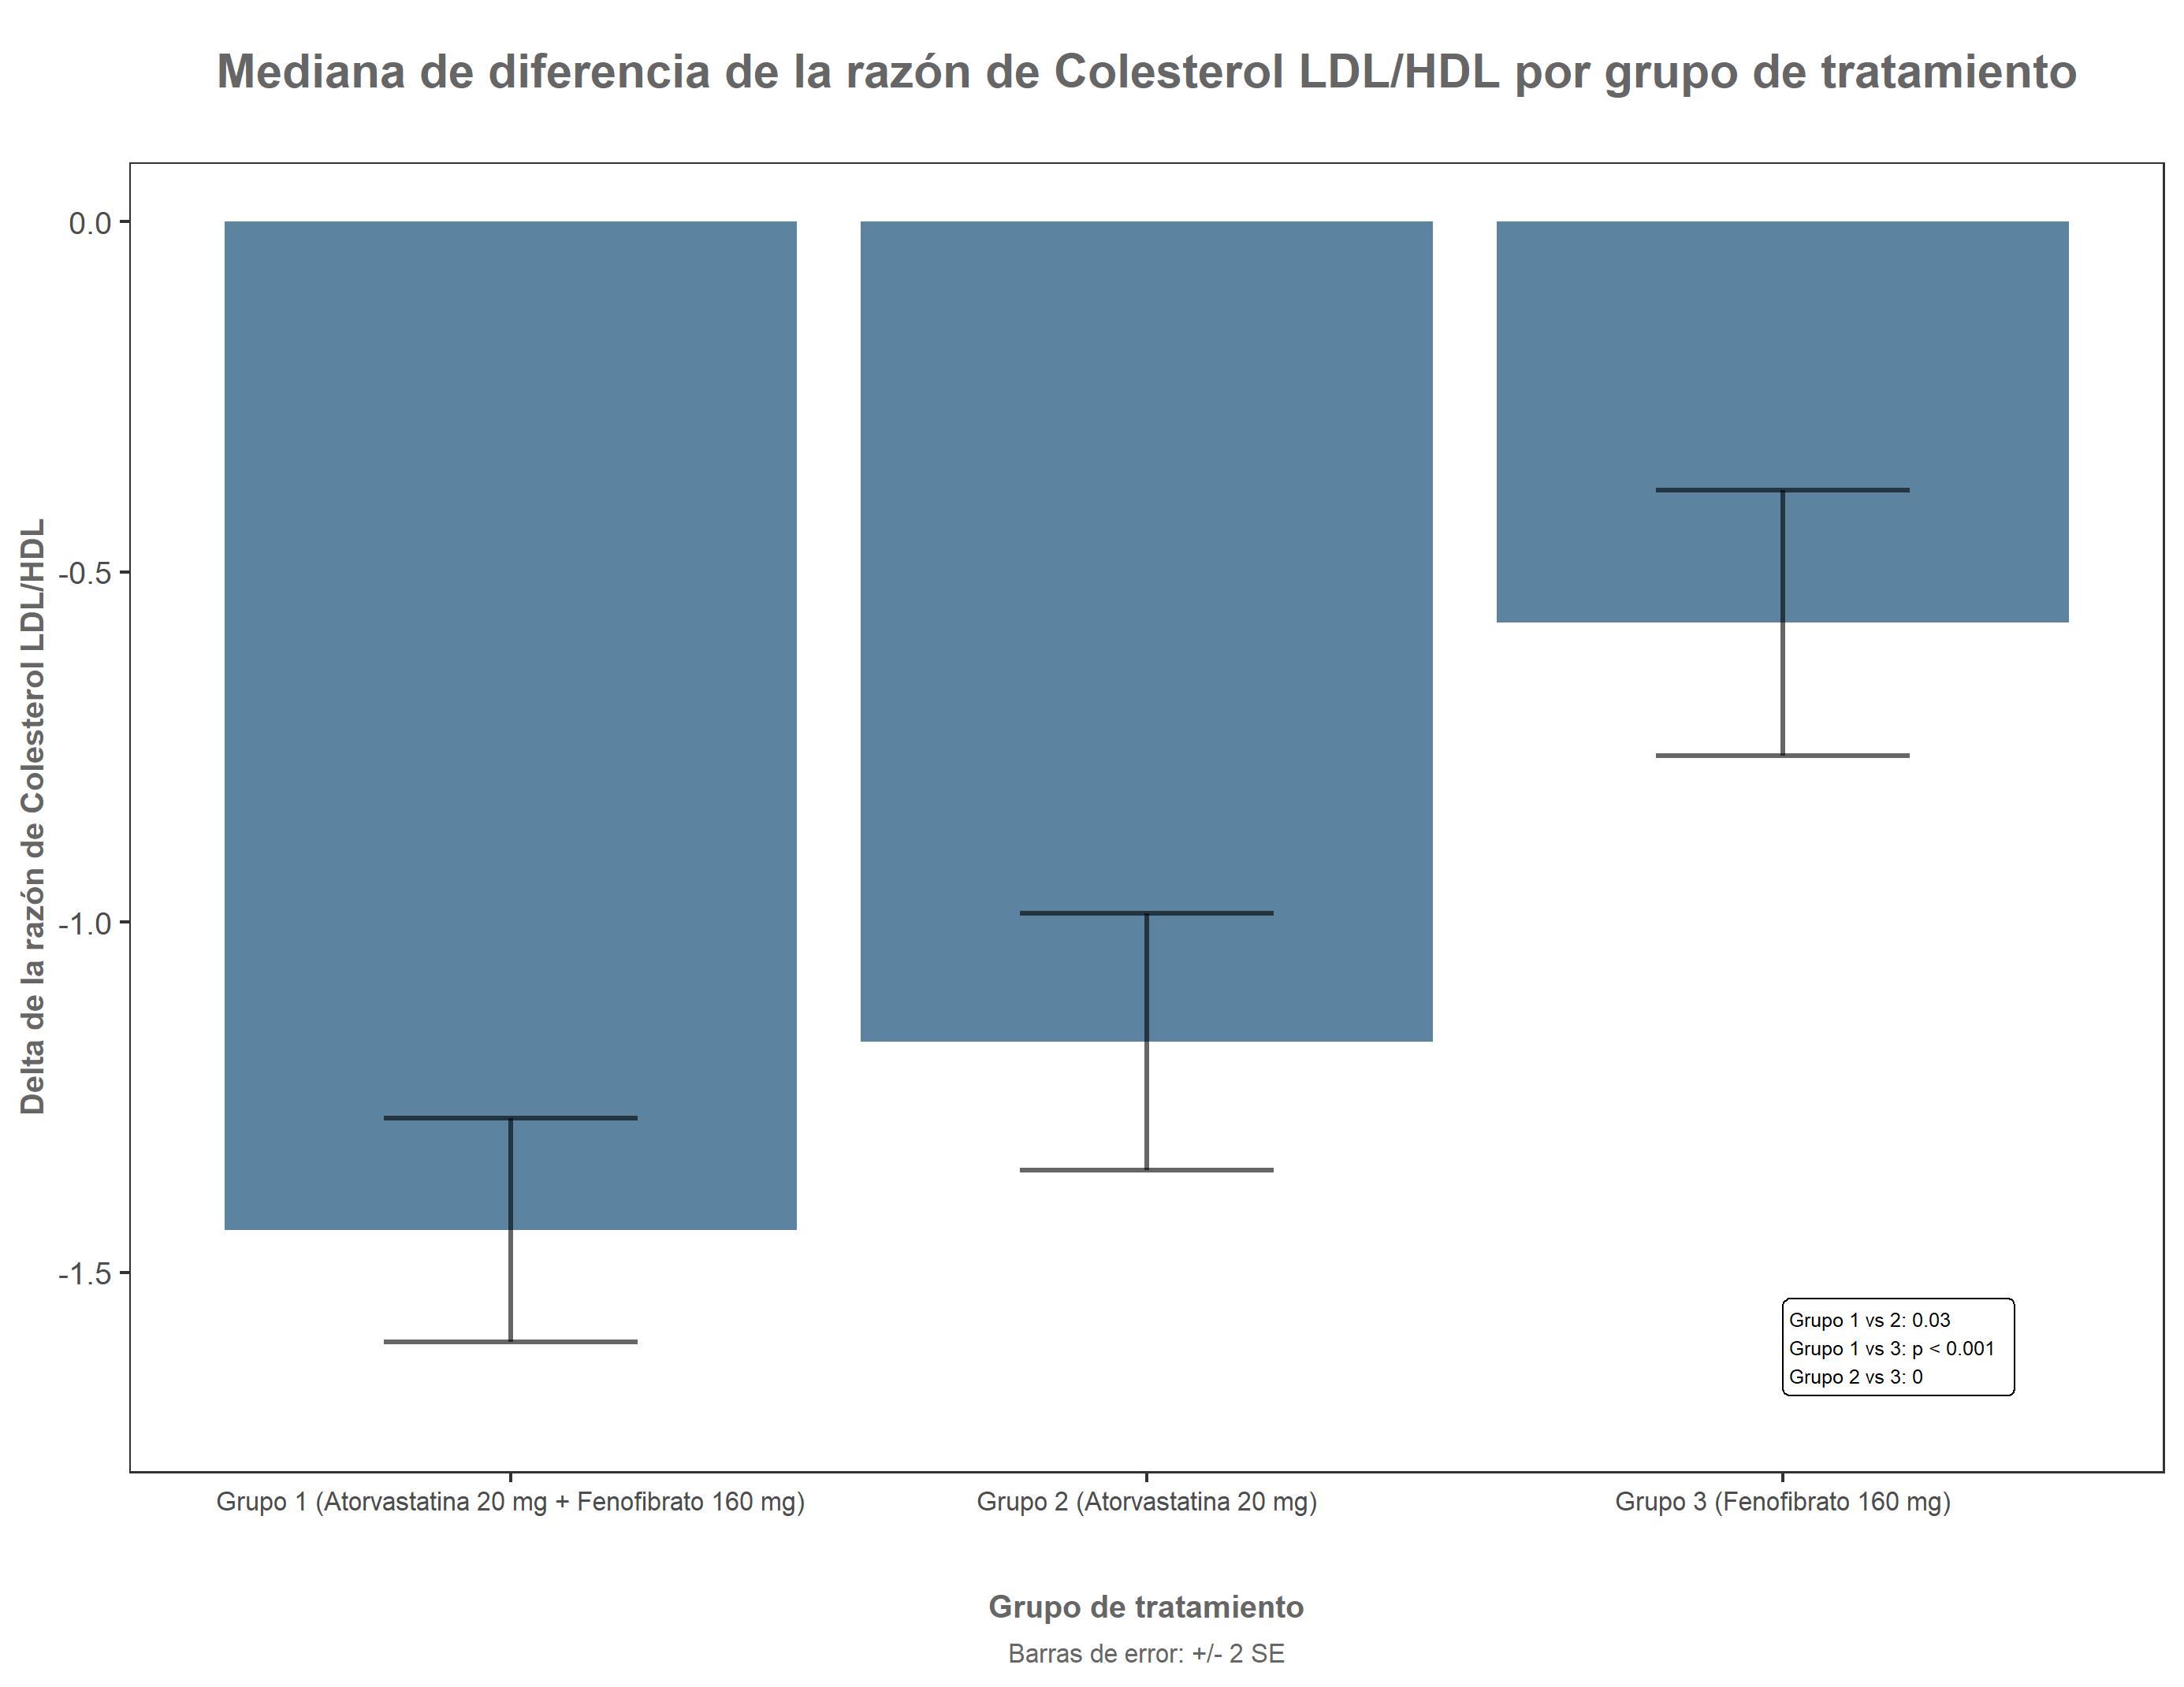 Mediana de diferencia de la razón de Colesterol LDL/HDL por grupo de tratamiento
Delta de la razón de Colesterol LDL/HDL
0.0
-0.5
-1.0
-1.5
Grupo 1 vs 2: 0.03
Grupo 1 vs 3: p < 0.001
Grupo 2 vs 3: 0
Grupo 1 (Atorvastatina 20 mg + Fenofibrato 160 mg)
Grupo 2 (Atorvastatina 20 mg)
Grupo 3 (Fenofibrato 160 mg)
Grupo de tratamiento
Barras de error: +/- 2 SE